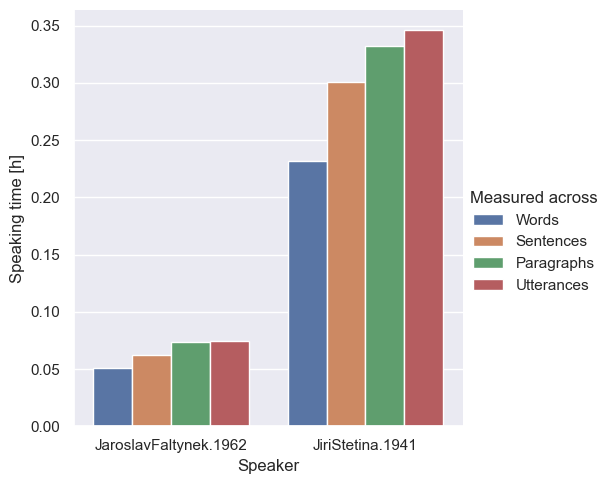 0.35
0.30
0.25
0.20
0.15
0.10
0.05
0.00
Speaking time [h]
JaroslavFaltynek.1962
JiriStetina.1941
Speaker
Measured across
Words
Sentences
Paragraphs
Utterances